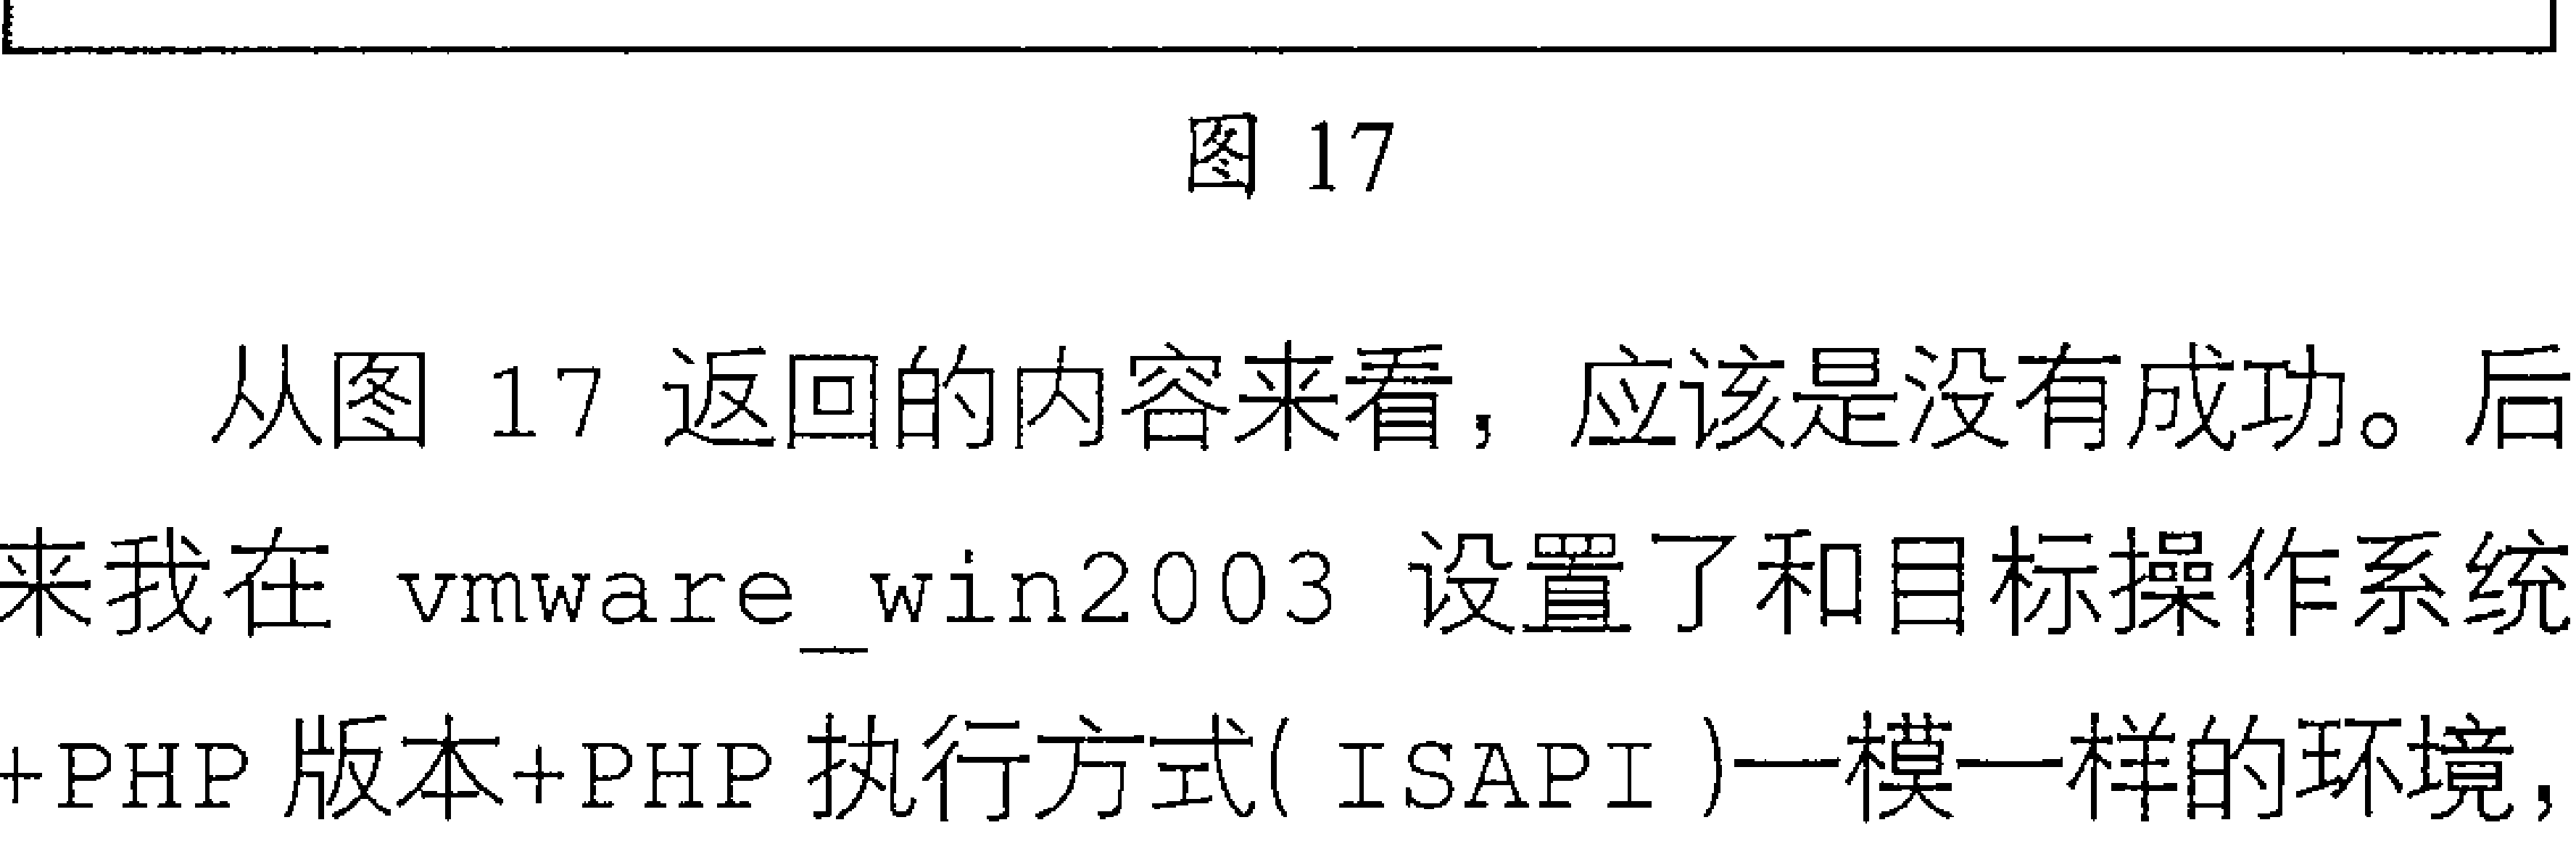 图 17
从图 17 返回的内容来看，应该是没有成功。后
来我在 vmware_win2003 设置了和目标操作系统
+PHP 版本+PHP 执行方式( ISAPI )一模一样的环境，